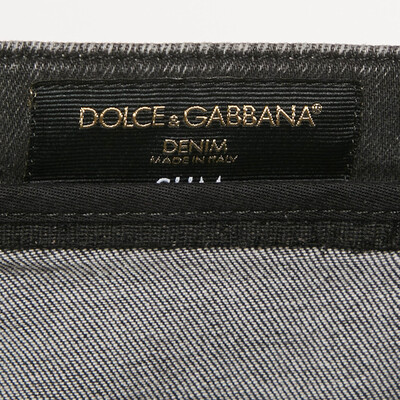 DOLCE & GABBANA®
DENIM
MADE IN ITALY